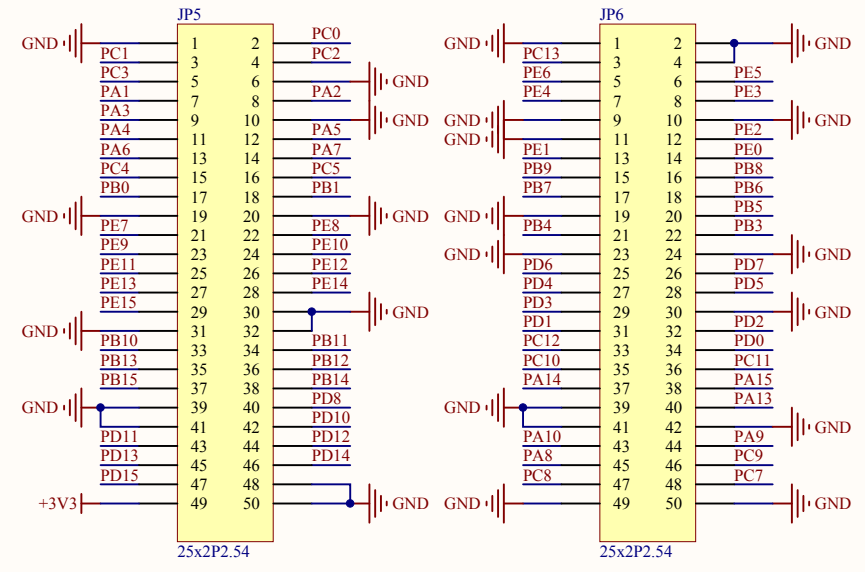 JP5
GND 1 2 PC0
PC1 3 4 PC2
PC3 5 6 GND
PA1 7 8 PA2
PA3 9 10 GND
PA4 11 12 PA5
PA6 13 14 PA7
PC4 15 16 PC5
PB0 17 18 PB1
GND 19 20 GND
PE7 21 22 PE8
PE9 23 24 PE10
PE11 25 26 PE12
PE13 27 28 PE14
PE15 29 30 GND
GND 31 32
PB10 33 34 PB11
PB13 35 36 PB12
PB15 37 38 PB14
GND 39 40 PD8
41 42 PD10
PD11 43 44 PD12
PD13 45 46 PD14
PD15 47 48
+3V3 49 50 GND
25x2P2.54
JP6
GND 1 2 GND
PC13 3 4
PE6 5 6 PE5
PE4 7 8 PE3
GND 9 10 GND
GND 11 12 PE2
PE1 13 14 PE0
PB9 15 16 PB8
PB7 17 18 PB6
GND 19 20 PB5
PB4 21 22 PB3
GND 23 24 GND
PD6 25 26 PD7
PD4 27 28 PD5
PD3 29 30 GND
PD1 31 32 PD2
PC12 33 34 PD0
PC10 35 36 PC11
PA14 37 38 PA15
GND 39 40 PA13
41 42 GND
PA10 43 44 PA9
PA8 45 46 PC9
PC8 47 48 PC7
GND 49 50 GND
25x2P2.54